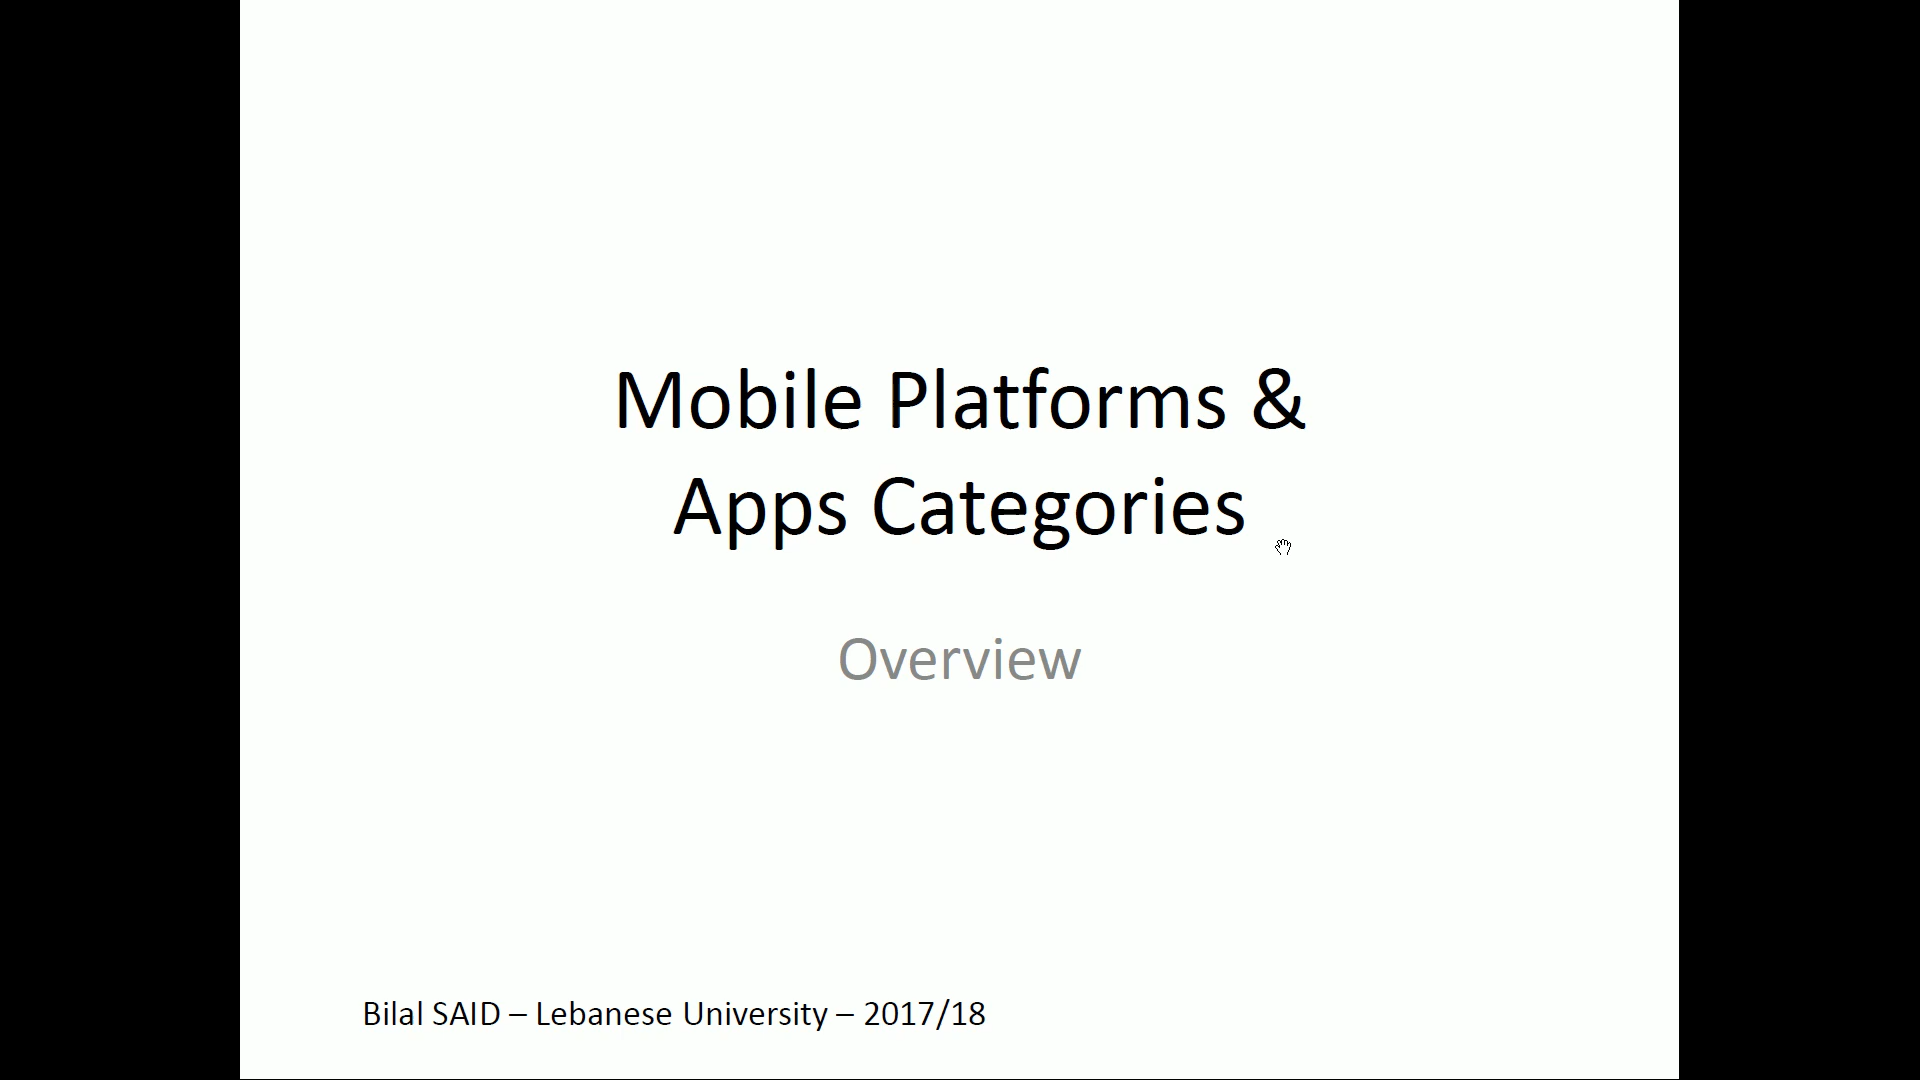 Mobile Platforms &
Apps Categories
Overview
Bilal SAID – Lebanese University – 2017/18